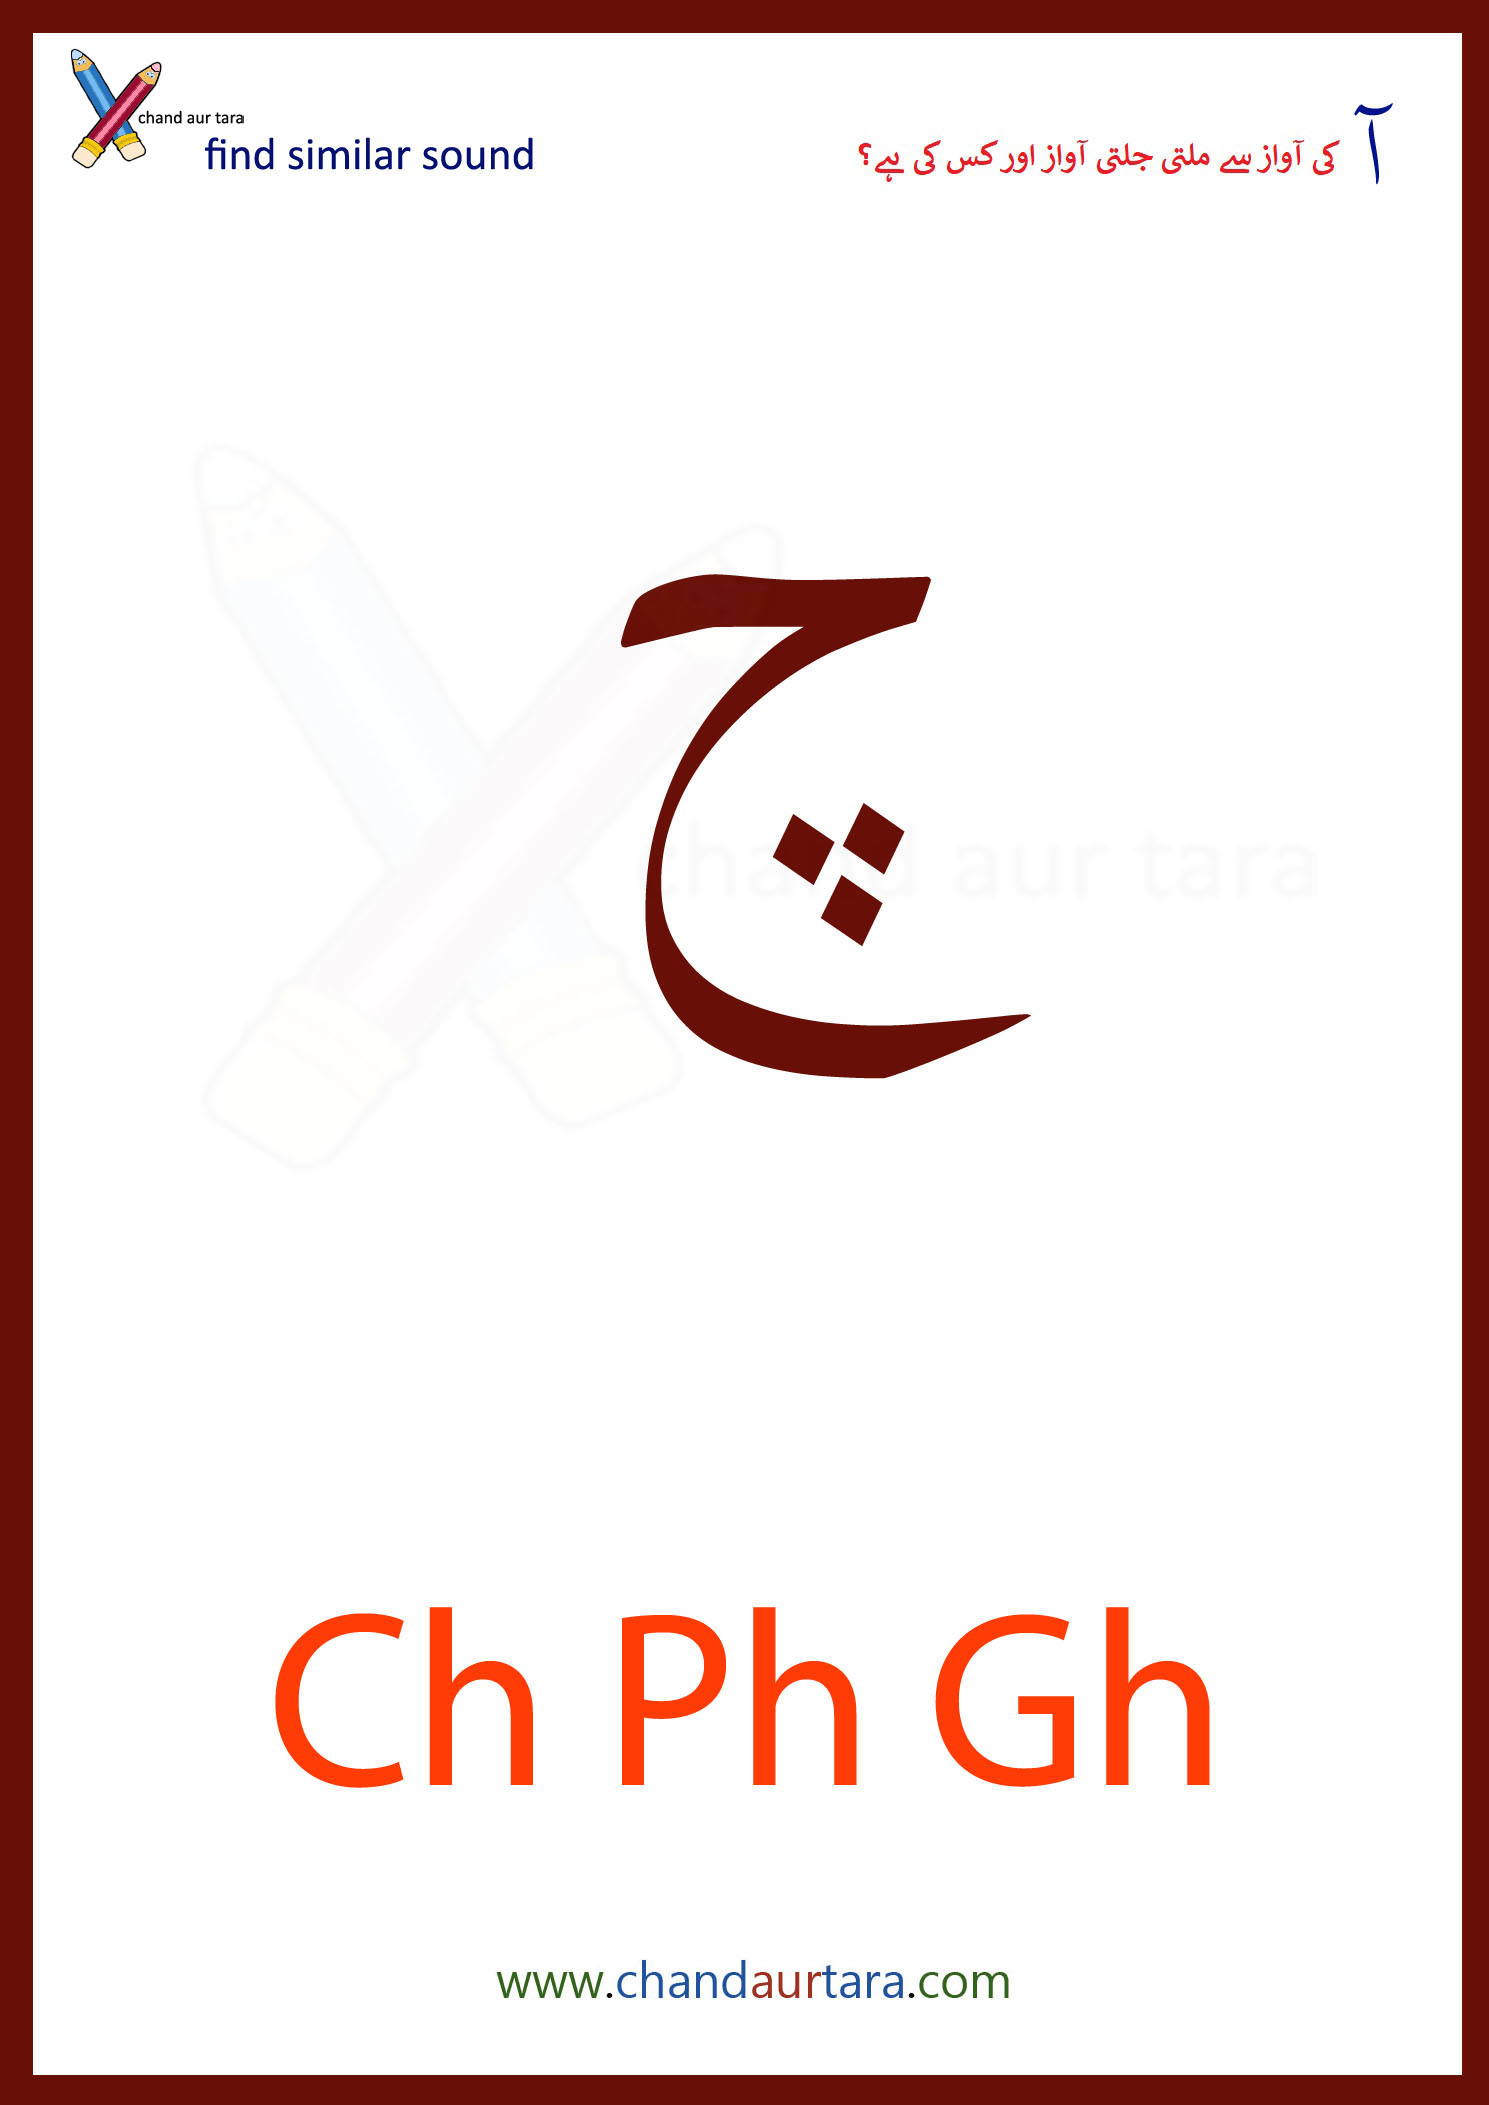 chand aur tara
find similar sound
آ کی آواز سے ملتی جلتی آواز اور کس کی ہے؟
چ
chand aur tara
Ch Ph Gh
www.chandaurtara.com